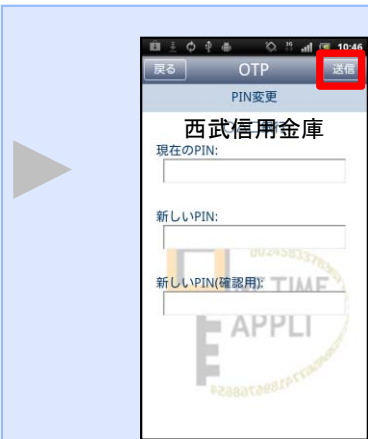 10:46
戻る OTP 送信
PIN変更
西武信用金庫
現在のPIN:
新しいPIN:
新しいPIN(確認用):
TIME
APPLI